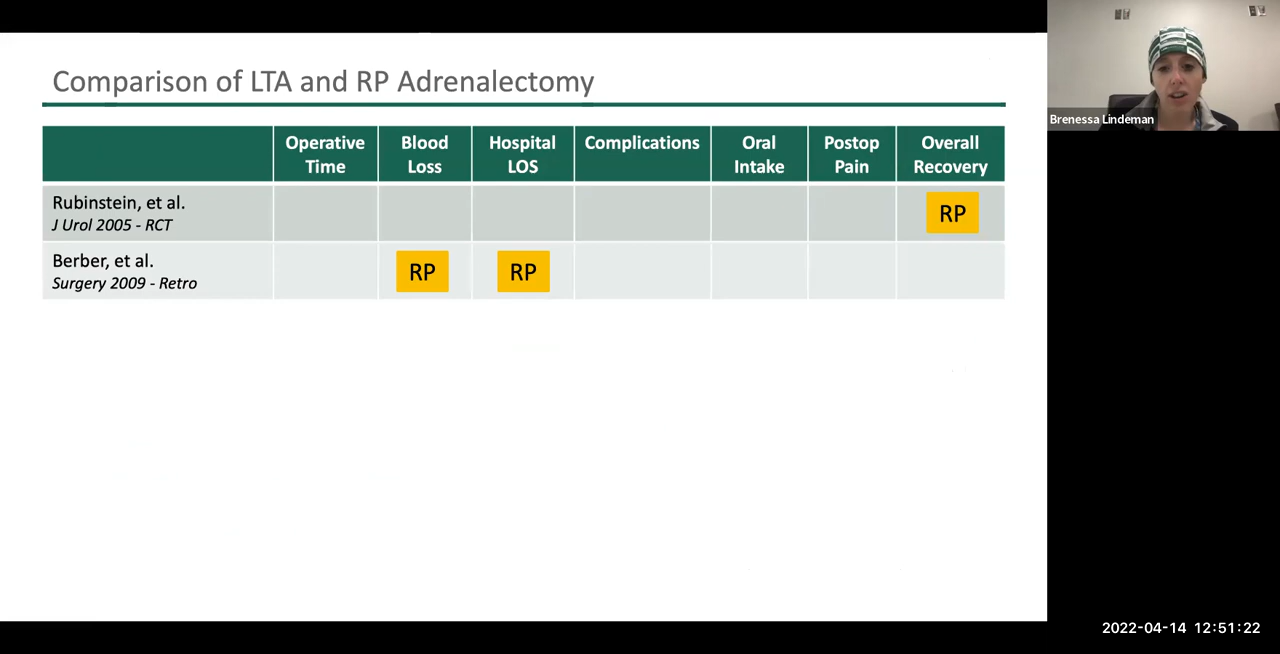 Comparison of LTA and RP Adrenalectomy
Operative Time
Blood Loss
Hospital LOS
Complications
Oral Intake
Postop Pain
Overall Recovery
Rubinstein, et al.
J Urol 2005 - RCT
RP
Berber, et al.
Surgery 2009 - Retro
RP
RP
Brenessa Lindeman
2022-04-14 12:51:22